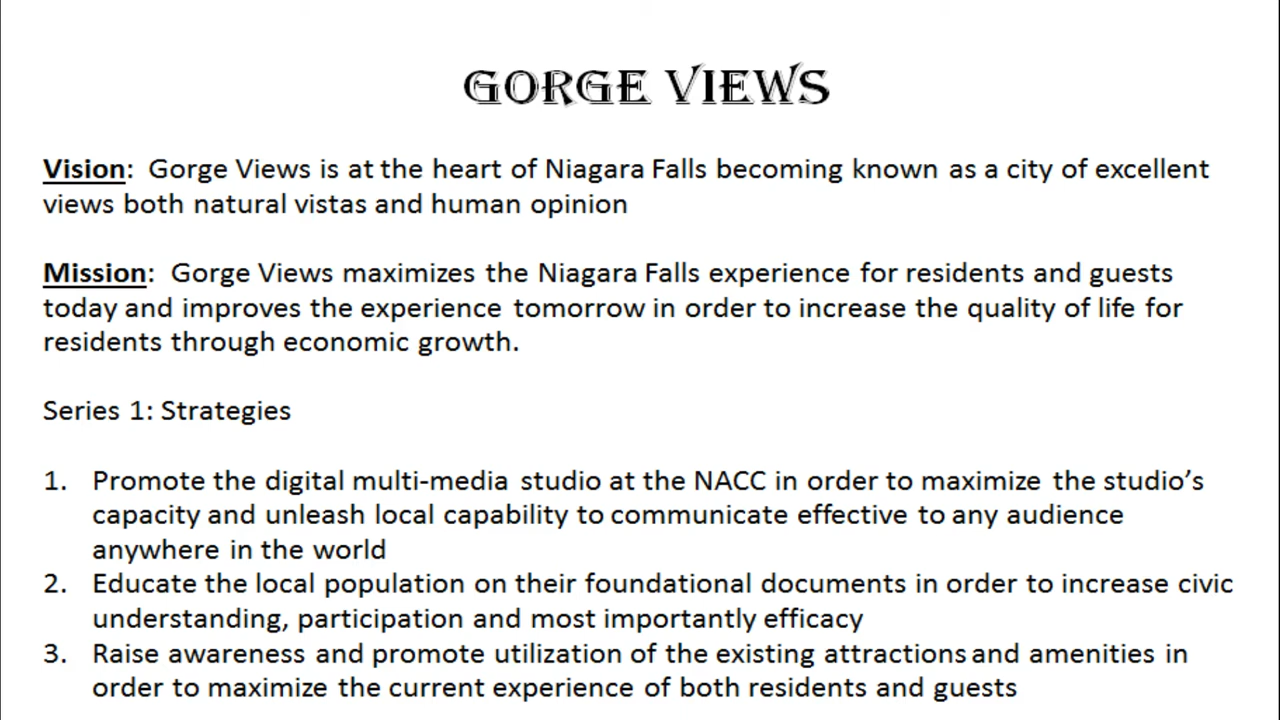 GORGE VIEWS
Vision: Gorge Views is at the heart of Niagara Falls becoming known as a city of excellent
views both natural vistas and human opinion
Mission: Gorge Views maximizes the Niagara Falls experience for residents and guests
today and improves the experience tomorrow in order to increase the quality of life for
residents through economic growth.
Series 1: Strategies
1. Promote the digital multi-media studio at the NACC in order to maximize the studio’s
capacity and unleash local capability to communicate effective to any audience
anywhere in the world
2. Educate the local population on their foundational documents in order to increase civic
understanding, participation and most importantly efficacy
3. Raise awareness and promote utilization of the existing attractions and amenities in
order to maximize the current experience of both residents and guests